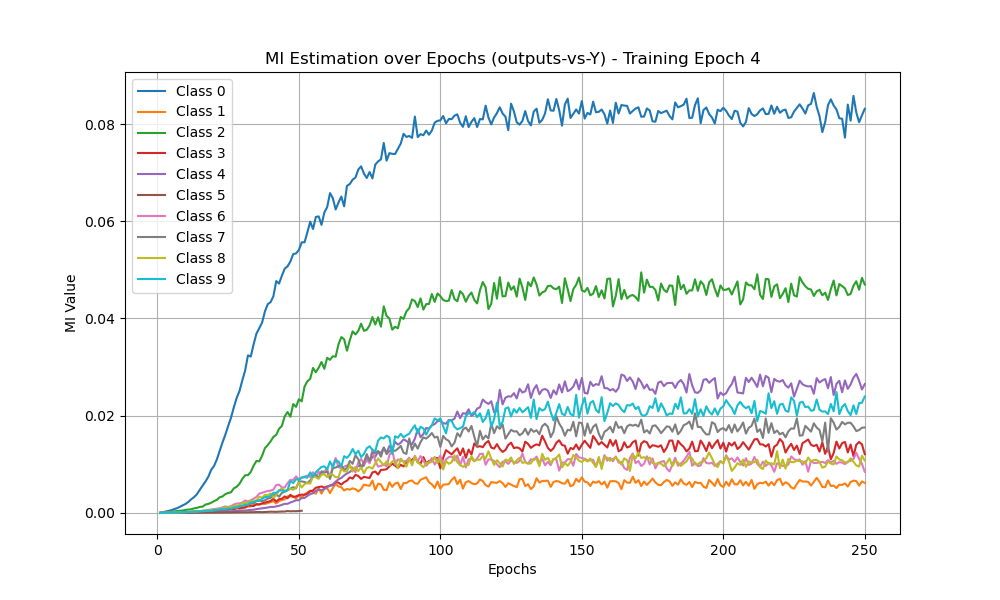 MI Estimation over Epochs (outputs-vs-Y) - Training Epoch 4
MI Value
0.08
0.06
0.04
0.02
0.00
Class 0
Class 1
Class 2
Class 3
Class 4
Class 5
Class 6
Class 7
Class 8
Class 9
0
50
100
150
200
250
Epochs